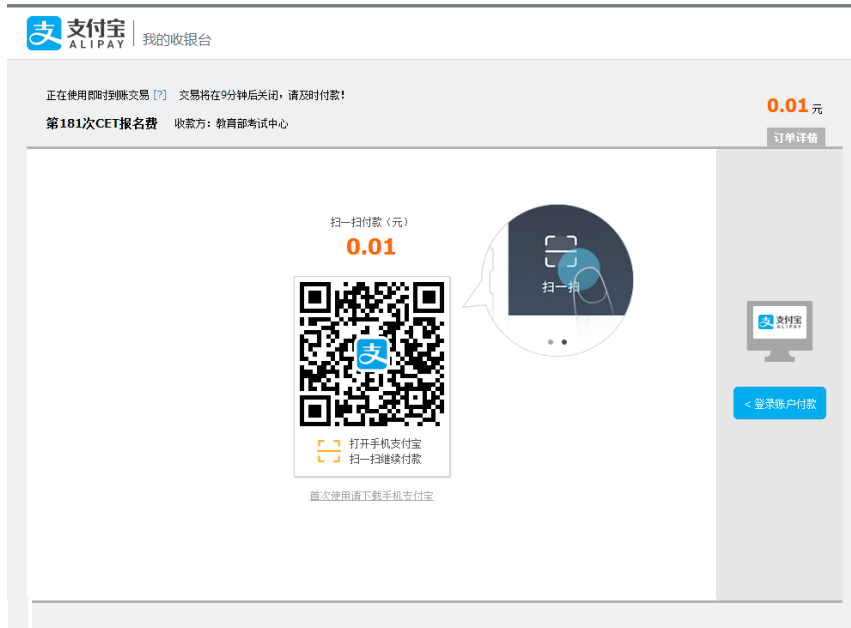 支付宝
ALIPAY
我的收银台
正在使用即时到账交易 [?] 交易将在9分钟后关闭，请及时付款！
0.01 元
第181次CET报名费 收款方：教育部考试中心
订单详情
扫一扫付款（元）
0.01
扫一扫
支付宝
ALIPAY
< 登录账户付款
打开手机支付宝
扫一扫继续付款
首次使用请下载手机支付宝